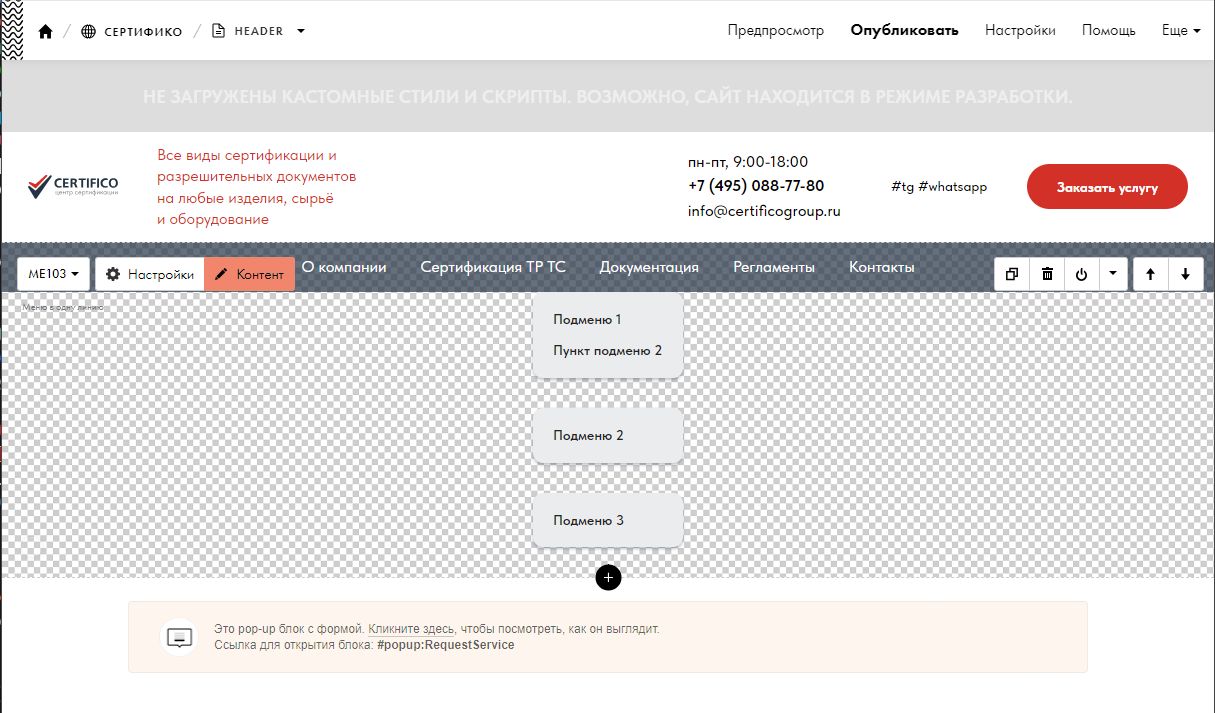 СЕРТИФИКО / HEADER
Предпросмотр Опубликовать Настройки Помощь Еще
НЕ ЗАГРУЖЕНЫ КАСТОМНЫЕ СТИЛИ И СКРИПТЫ. ВОЗМОЖНО, САЙТ НАХОДИТСЯ В РЕЖИМЕ РАЗРАБОТКИ.
CERTIFICO
центр сертификации
Все виды сертификации и
разрешительных документов
на любые изделия, сырьё
и оборудование
пн-пт, 9:00-18:00
+7 (495) 088-77-80
info@certificogroup.ru
#tg #whatsapp
Заказать услугу
ME103 Настройки Контент
О компании Сертификация ТР ТС Документация Регламенты Контакты
Меню в одну линию
Подменю 1
Пункт подменю 2
Подменю 2
Подменю 3
Это pop-up блок с формой. Кликните здесь, чтобы посмотреть, как он выглядит.
Ссылка для открытия блока: #popup:RequestService